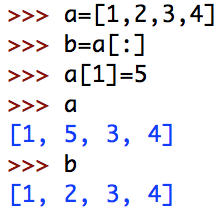 >>> a=[1,2,3,4]
>>> b=a[:]
>>> a[1]=5
>>> a
[1, 5, 3, 4]
>>> b
[1, 2, 3, 4]